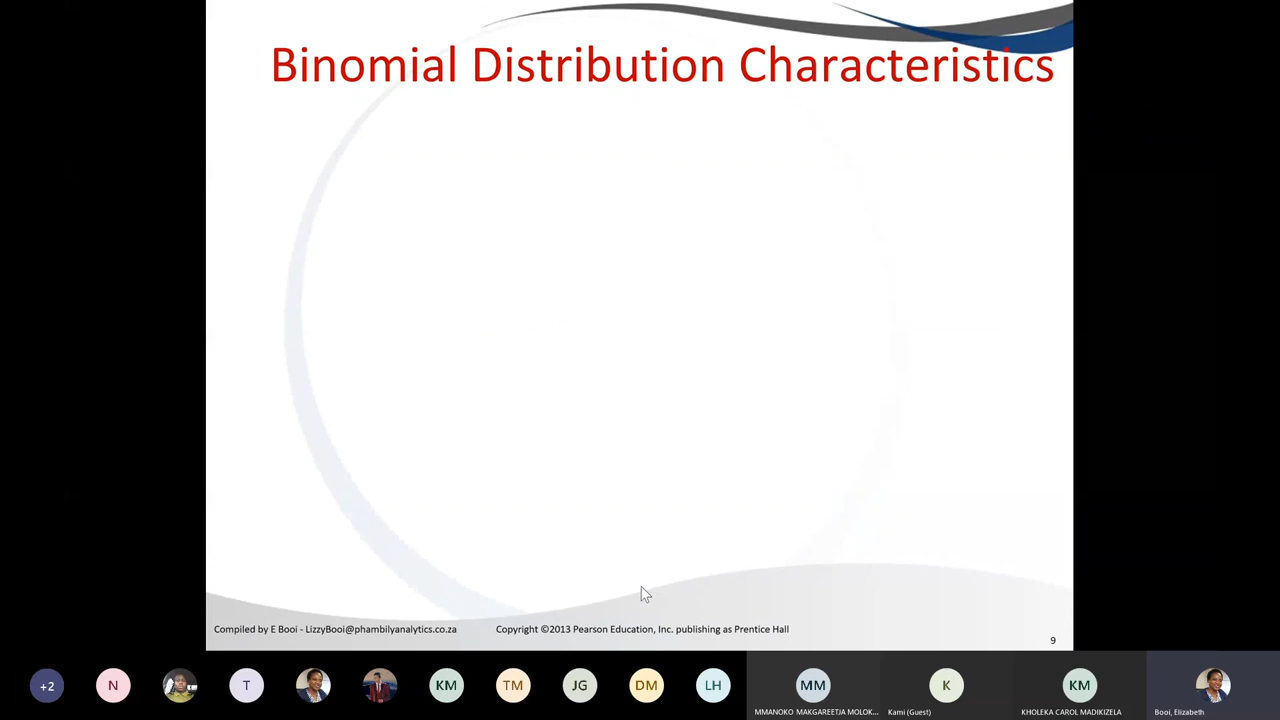 Binomial Distribution Characteristics
Compiled by E Booi - LizzyBooi@phambilyanalytics.co.za
Copyright ©2013 Pearson Education, Inc. publishing as Prentice Hall
9
+2
N
T
KM
TM
JG
DM
LH
MM
K
KM
MMANOKO MAKGAREETJA MOLOK...
Kami (Guest)
KHOLEKA CAROL MADIKIZELA
Booi, Elizabeth